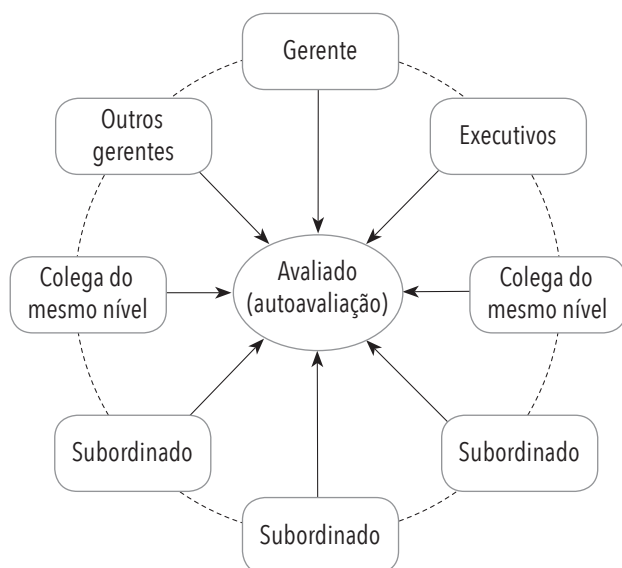 Gerente
Outros
gerentes
Executivos
Colega do
mesmo nível
Avaliado
(autoavaliação)
Colega do
mesmo nível
Subordinado
Subordinado
Subordinado